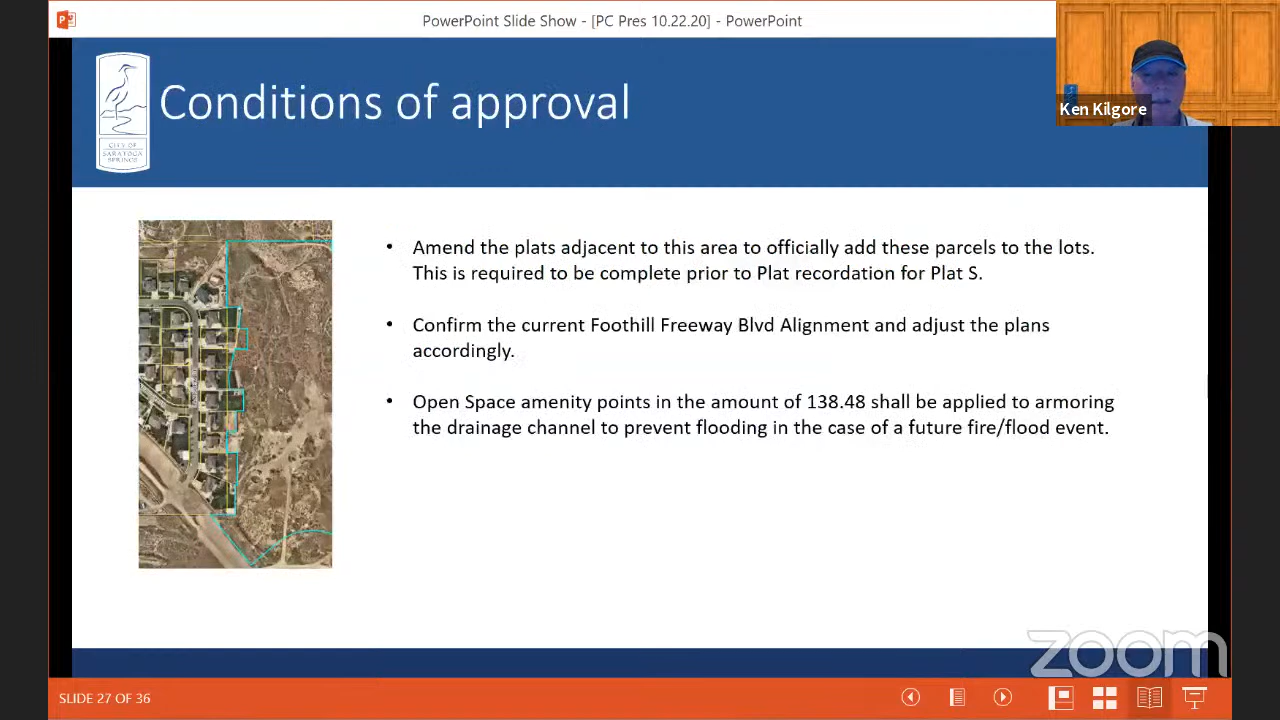 PowerPoint Slide Show - [PC Pres 10.22.20] - PowerPoint
Conditions of approval
CITY OF
SARATOGA
SPRINGS
Ken Kilgore
• Amend the plats adjacent to this area to officially add these parcels to the lots.
This is required to be complete prior to Plat recordation for Plat S.
• Confirm the current Foothill Freeway Blvd Alignment and adjust the plans
accordingly.
• Open Space amenity points in the amount of 138.48 shall be applied to armoring
the drainage channel to prevent flooding in the case of a future fire/flood event.
zoom
SLIDE 27 OF 36